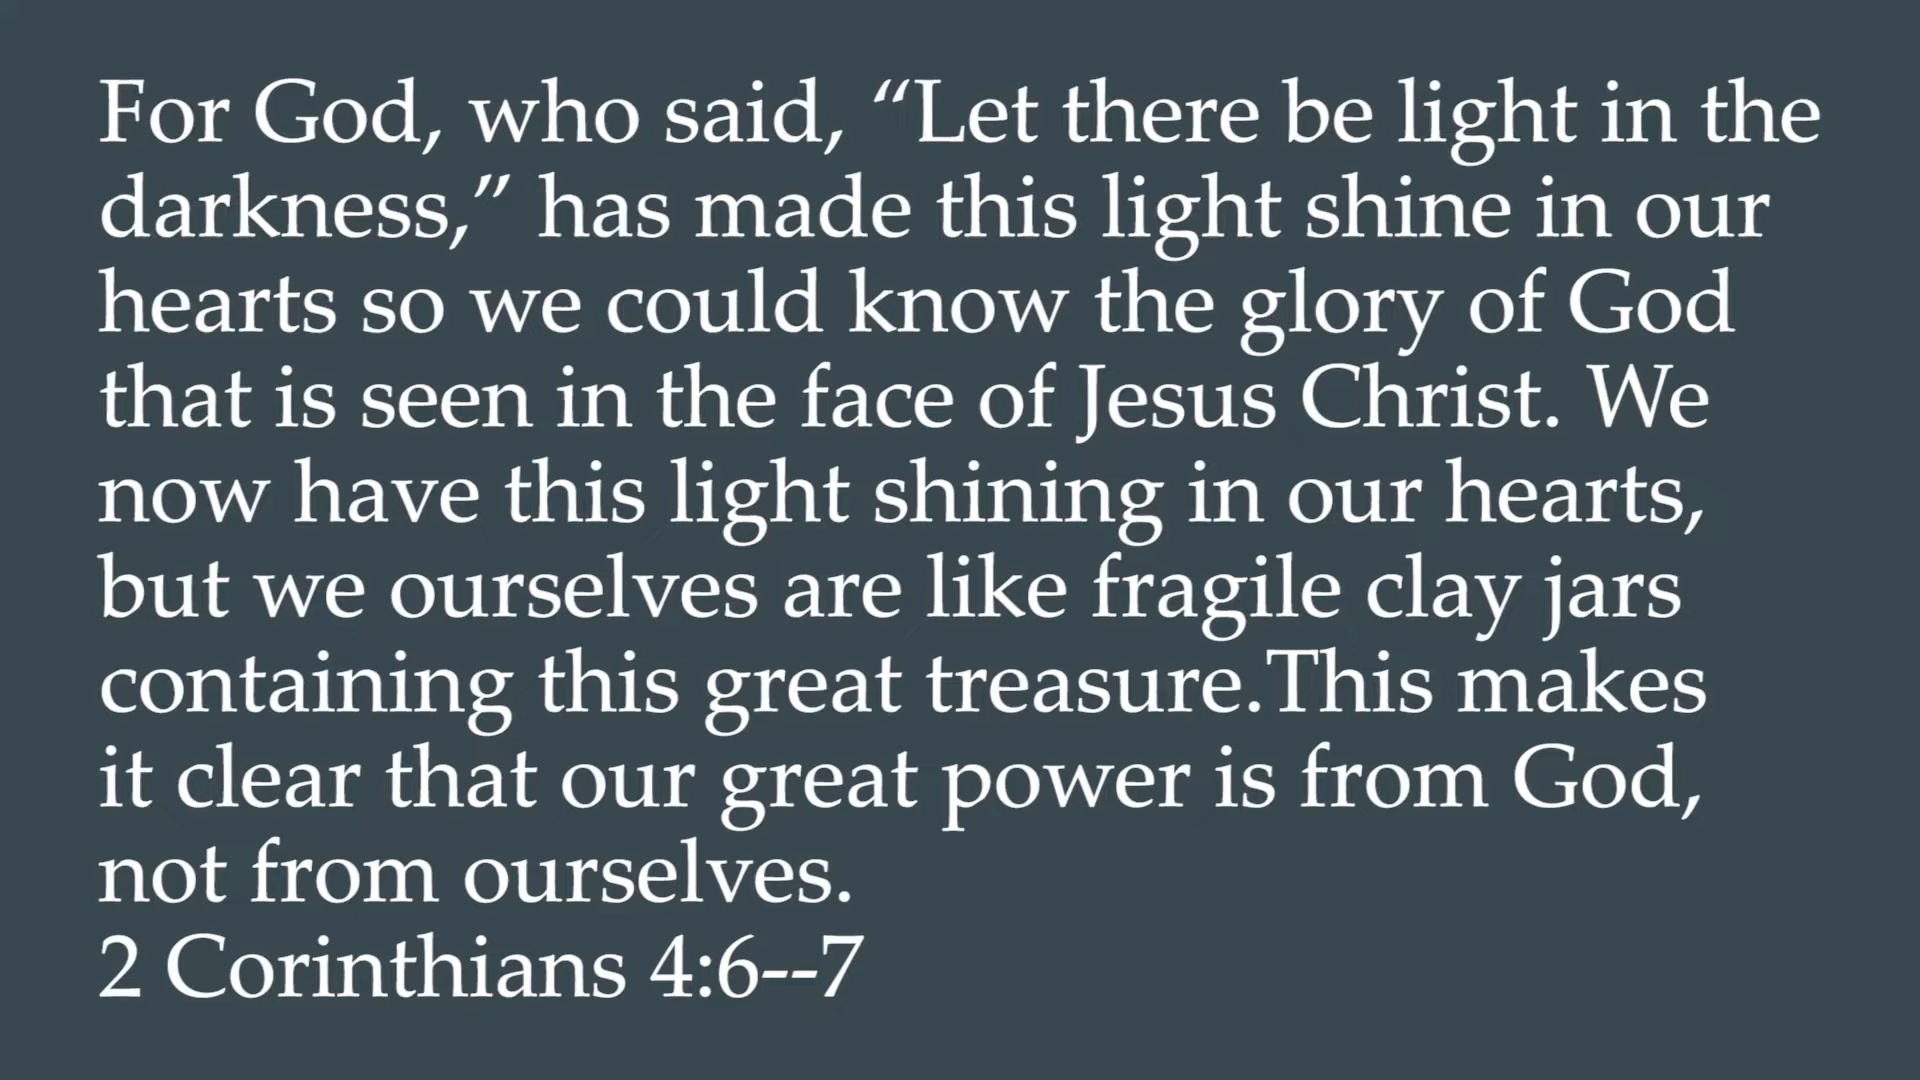 For God, who said, “Let there be light in the
darkness,” has made this light shine in our
hearts so we could know the glory of God
that is seen in the face of Jesus Christ. We
now have this light shining in our hearts,
but we ourselves are like fragile clay jars
containing this great treasure.This makes
it clear that our great power is from God,
not from ourselves.
2 Corinthians 4:6--7